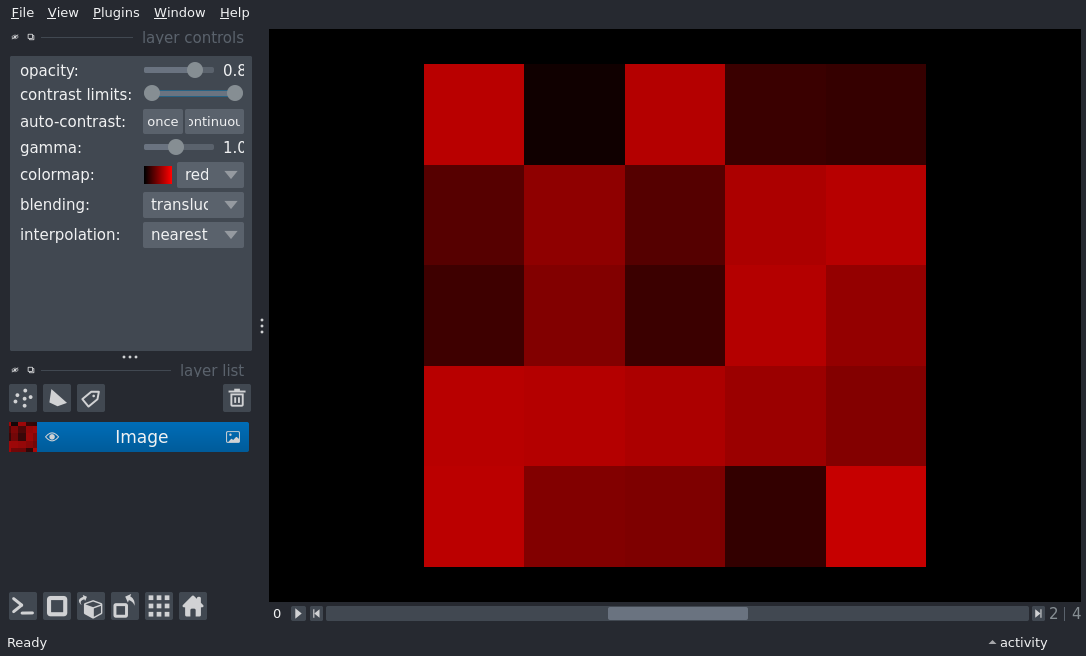 File View Plugins Window Help
layer controls
opacity: 0.8
contrast limits:
auto-contrast: once ontinuou
gamma: 1.0
colormap: red
blending: transluc
interpolation: nearest
layer list
Image
0 2 | 4
Ready activity